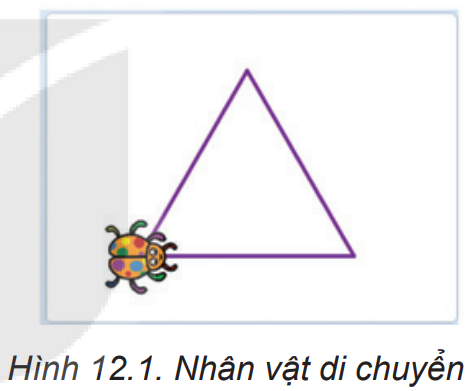 Hình 12.1. Nhân vật di chuyển